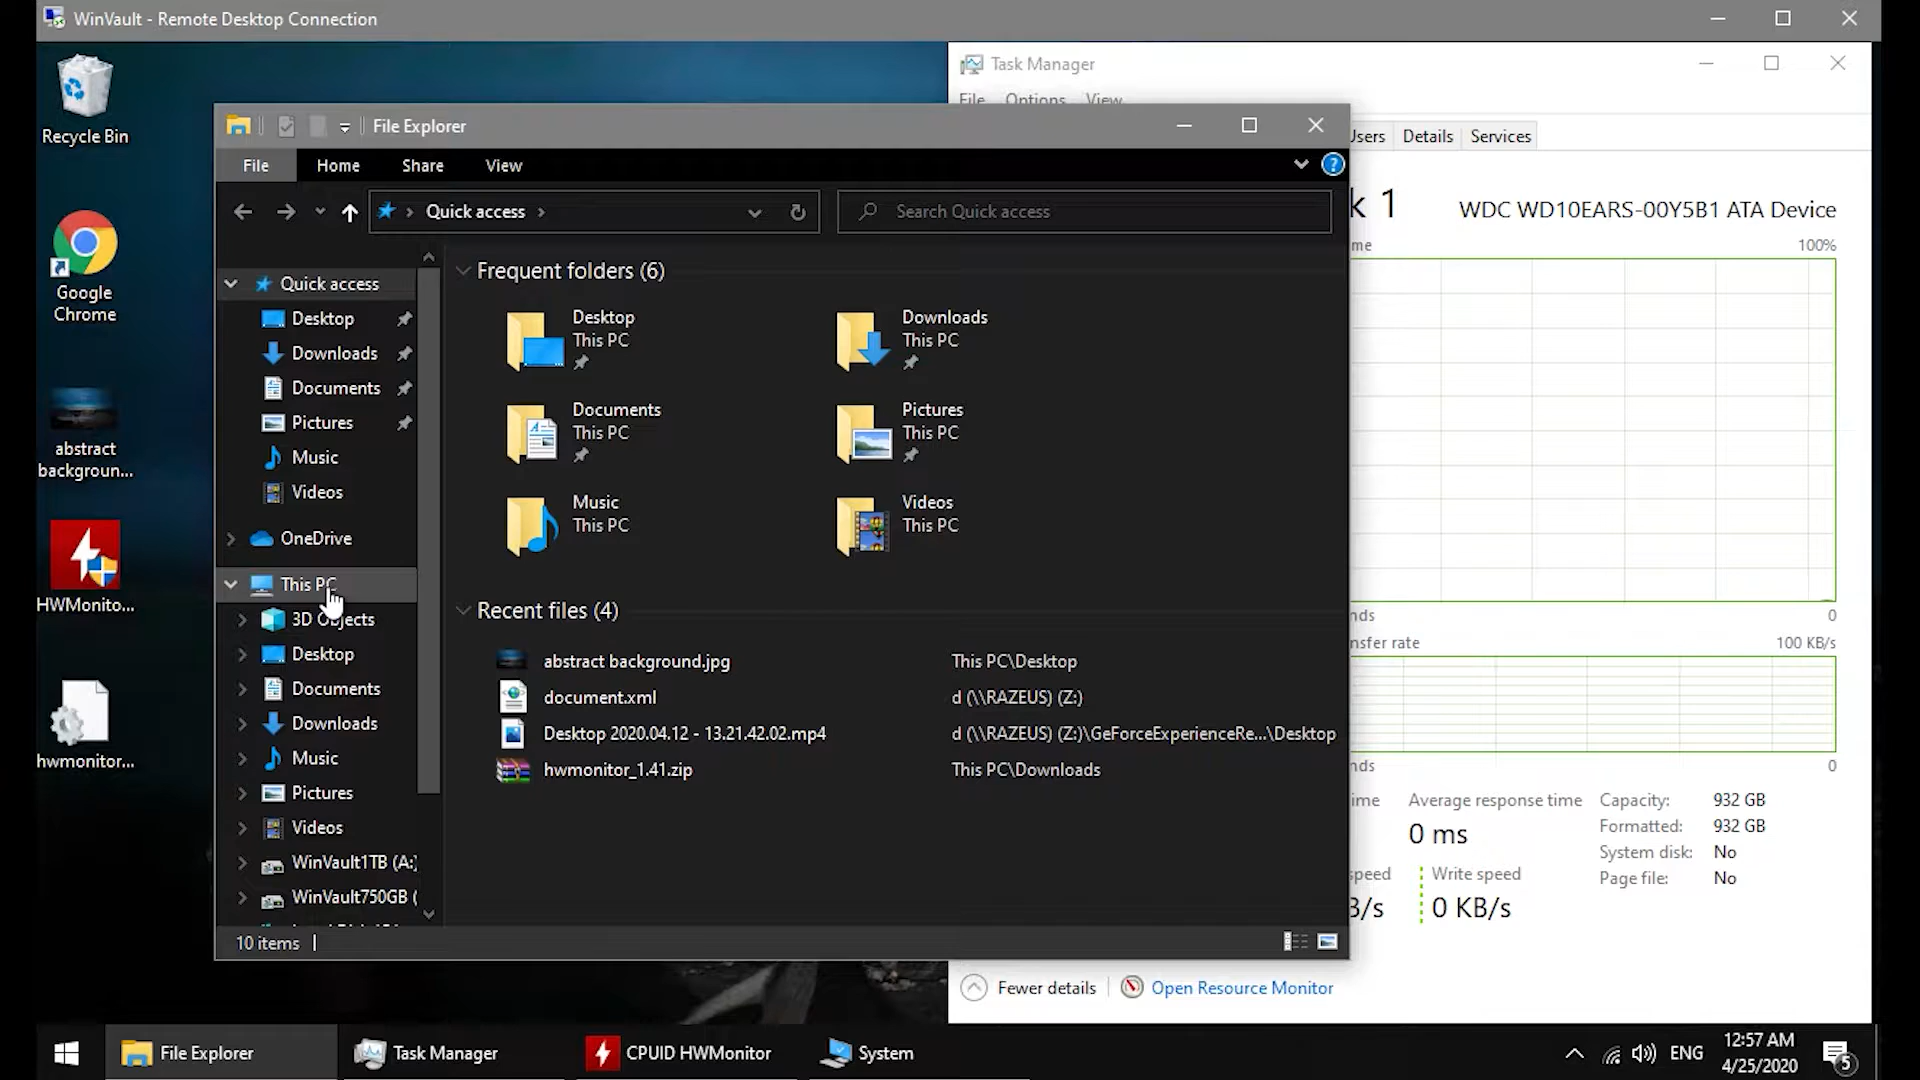 WinVault - Remote Desktop Connection
Recycle Bin
Google
Chrome
abstract
backgroun...
HWMonito...
hwmonitor...
Task Manager
File Options View
Users Details Services
File Explorer
File Home Share View
Quick access
Search Quick access
Quick access
Desktop
Downloads
Documents
Pictures
Music
Videos
OneDrive
This PC
3D Objects
Desktop
Documents
Downloads
Music
Pictures
Videos
WinVault1TB (A:)
WinVault750GB (
Frequent folders (6)
Desktop
This PC
Downloads
This PC
Documents
This PC
Pictures
This PC
Music
This PC
Videos
This PC
Recent files (4)
abstract background.jpg This PC\Desktop
document.xml d (\\RAZEUS) (Z:)
Desktop 2020.04.12 - 13.21.42.02.mp4 d (\\RAZEUS) (Z:)\GeForceExperienceRe...\Desktop
hwmonitor_1.41.zip This PC\Downloads
10 items
k 1 WDC WD10EARS-00Y5B1 ATA Device
me 100%
nds 0
nsfer rate 100 KB/s
nds 0
ime Average response time
0 ms
speed Write speed
B/s 0 KB/s
Capacity: 932 GB
Formatted: 932 GB
System disk: No
Page file: No
Fewer details Open Resource Monitor
File Explorer Task Manager CPUID HWMonitor System
ENG
12:57 AM
4/25/2020
5